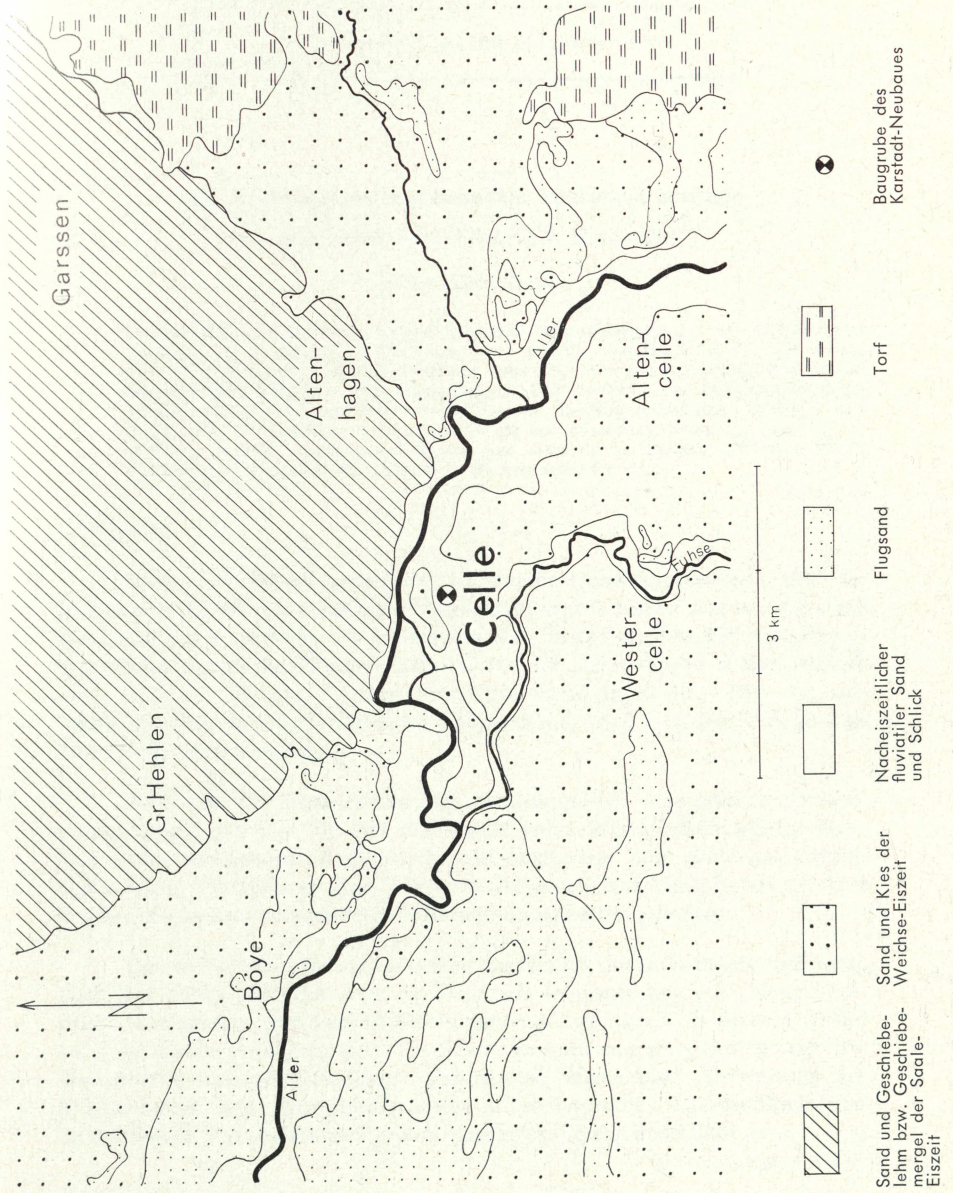 Garssen
Gr.Hehlen
Alten-
hagen
N
Boye
Aller
Celle
Aller
Alten-
celle
Wester-
celle
Fuhse
3 km
Sand und Geschiebe-
lehm bzw. Geschiebe-
mergel der Saale-
Eiszeit
Sand und Kies der
Weichse-Eiszeit
Nacheiszeitlicher
fluviatiler Sand
und Schlick
Flugsand
Torf
Baugrube des
Karstadt-Neubaues